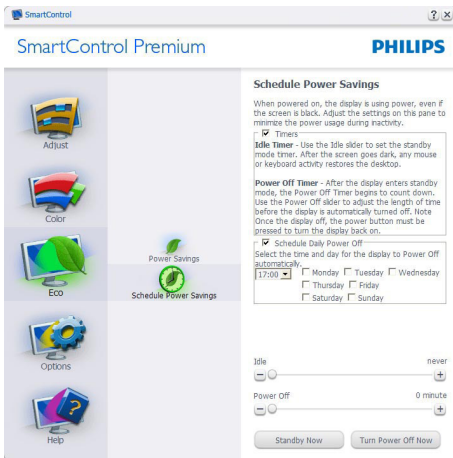 SmartControl
SmartControl Premium
PHILIPS
Adjust
Color
Eco
Options
Help
Power Savings
Schedule Power Savings
Schedule Power Savings
When powered on, the display is using power, even if
the screen is black. Adjust the settings on this pane to
minimize the power usage during inactivity.
Timers
Idle Timer - Use the Idle slider to set the standby
mode timer. After the screen goes dark, any mouse
or keyboard activity restores the desktop.
Power Off Timer - After the display enters standby
mode, the Power Off Timer begins to count down.
Use the Power Off slider to adjust the length of time
before the display is automatically turned off. Note
Once the display off, the power button must be
pressed to turn the display back on.
Schedule Daily Power Off
Select the time and day for the display to Power Off
automatically.
17:00 Monday Tuesday Wednesday
Thursday Friday
Saturday Sunday
Idle never
Power Off 0 minute
Standby Now Turn Power Off Now